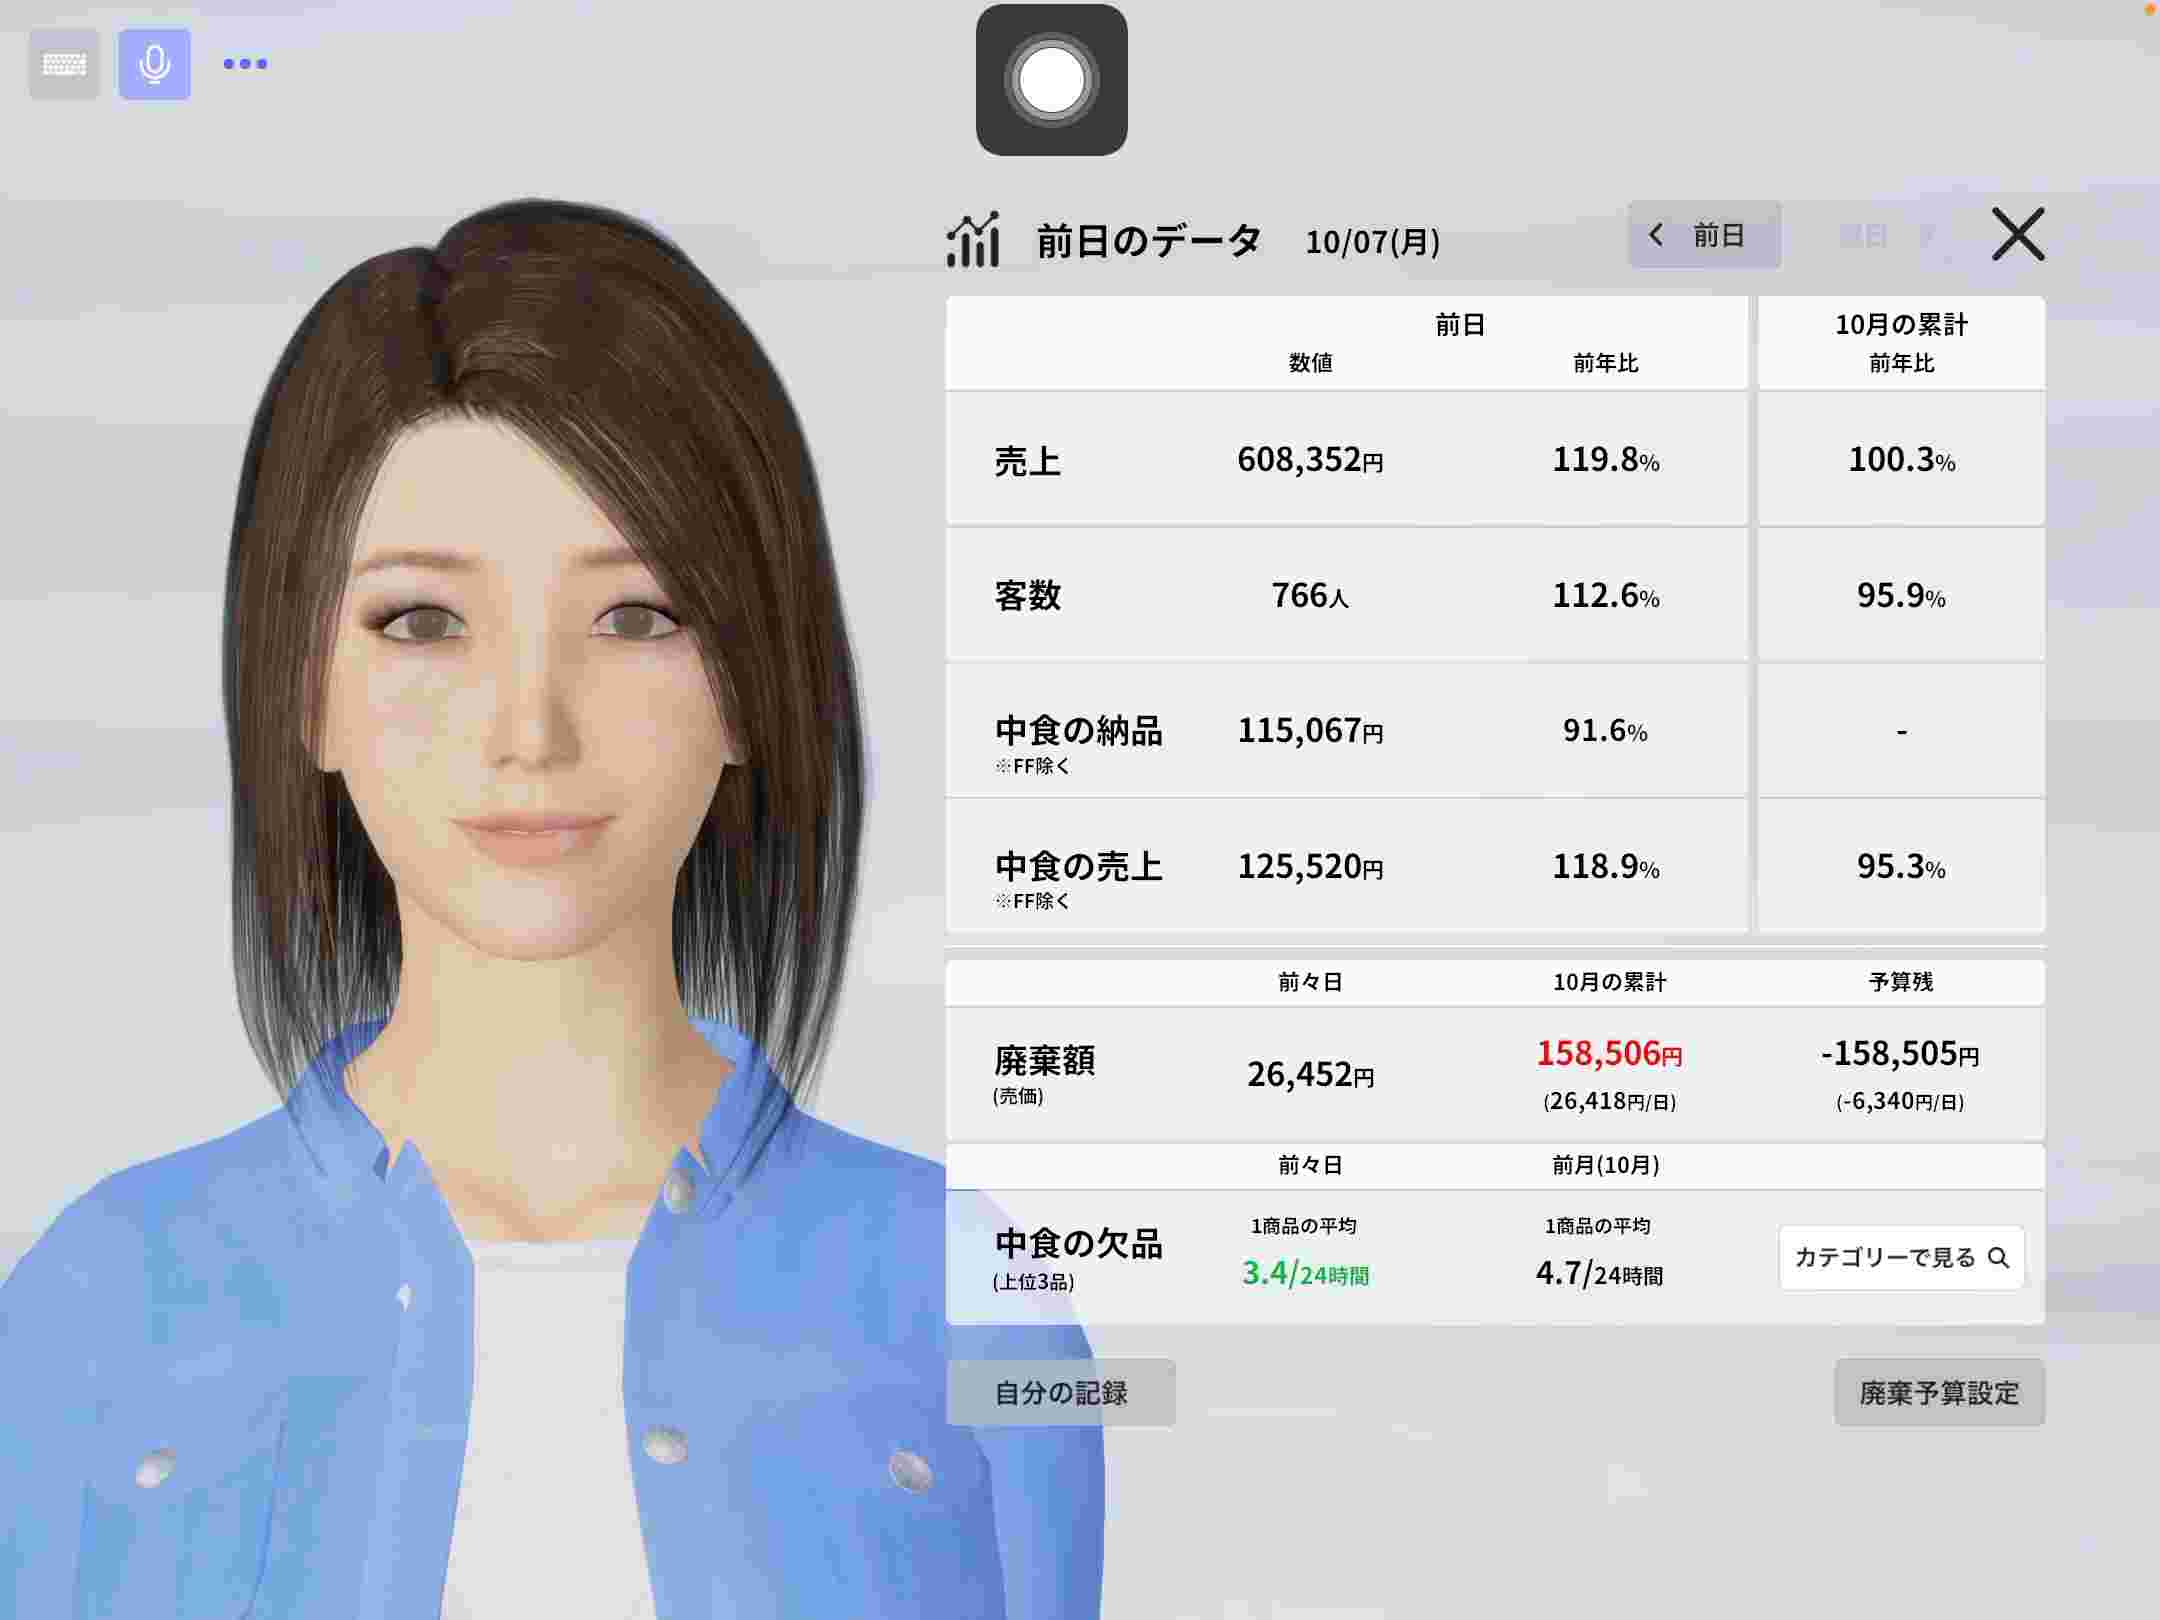 前日のデータ 10/07(月) 前日 翌日
前日 10月の累計
数値 前年比 前年比
売上 608,352円 119.8% 100.3%
客数 766人 112.6% 95.9%
中食の納品 115,067円 91.6% -
※FF除く
中食の売上 125,520円 118.9% 95.3%
※FF除く
前々日 10月の累計 予算残
廃棄額 26,452円 158,506円 -158,505円
(売価) (26,418円/日) (-6,340円/日)
前々日 前月(10月)
1商品の平均 1商品の平均
中食の欠品 3.4/24時間 4.7/24時間 カテゴリーで見る
(上位3品)
自分の記録 廃棄予算設定